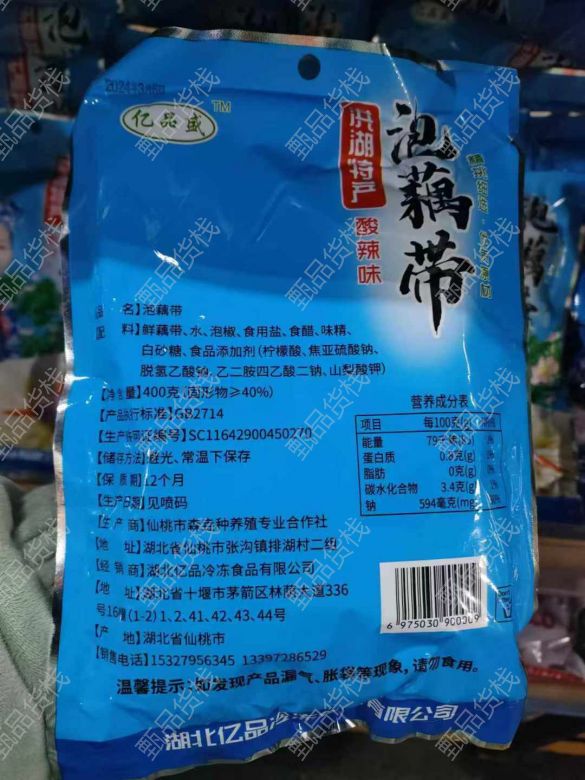 亿品盛
TM
洪湖特产
泡藕带
酸辣味
名】泡藕带
料】鲜藕带、水、泡椒、食用盐、食醋、味精、
白砂糖、食品添加剂(柠檬酸、焦亚硫酸钠、
脱氢乙酸钠、乙二胺四乙酸二钠、山梨酸钾)
【净含量】400克(固形物≥40%)
【产品执行标准】GB2714
【生产许可证编号】SC11642900450270
【储存方法】避光、常温下保存
【保质期】12个月
【生产日期】见喷码
【生产商】仙桃市森在种养殖专业合作社
【地址】湖北省仙桃市张沟镇排湖村二组
【经销商】湖北亿品冷冻食品有限公司
【地址】湖北省十堰市茅箭区林荫大道336
(1-2) 1、2、41、42、43、44号
【产地】湖北省仙桃市
【销售电话】15327956345 13397286529
温馨提示:如发现产品漏气、胀袋等现象,请勿食用。
营养成分表
项目 每100克(g)
能量
蛋白质
脂肪 0克(g)
碳水化合物 3.4克(g)
钠 594毫克(mg)
6 975030 900009
湖北亿品冷 有限公司
甄品货栈